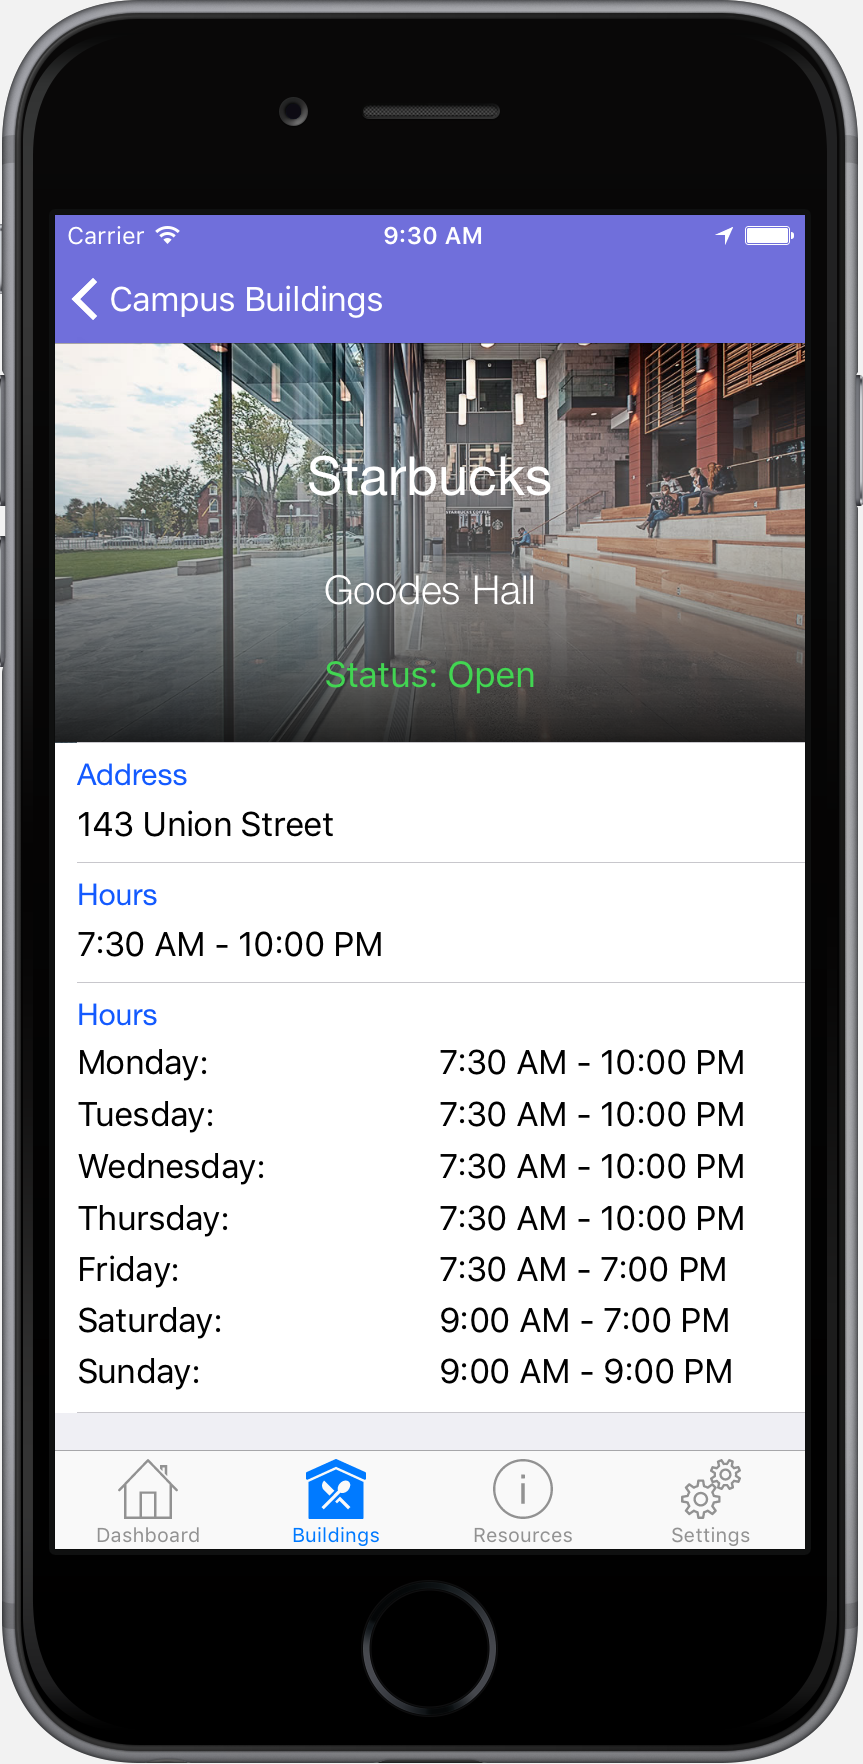 Carrier 9:30 AM
Campus Buildings
STARBUCKS COFFEE
Starbucks
Goodes Hall
Status: Open
Address
143 Union Street
Hours
7:30 AM - 10:00 PM
Hours
Monday: 7:30 AM - 10:00 PM
Tuesday: 7:30 AM - 10:00 PM
Wednesday: 7:30 AM - 10:00 PM
Thursday: 7:30 AM - 10:00 PM
Friday: 7:30 AM - 7:00 PM
Saturday: 9:00 AM - 7:00 PM
Sunday: 9:00 AM - 9:00 PM
Dashboard Buildings Resources Settings